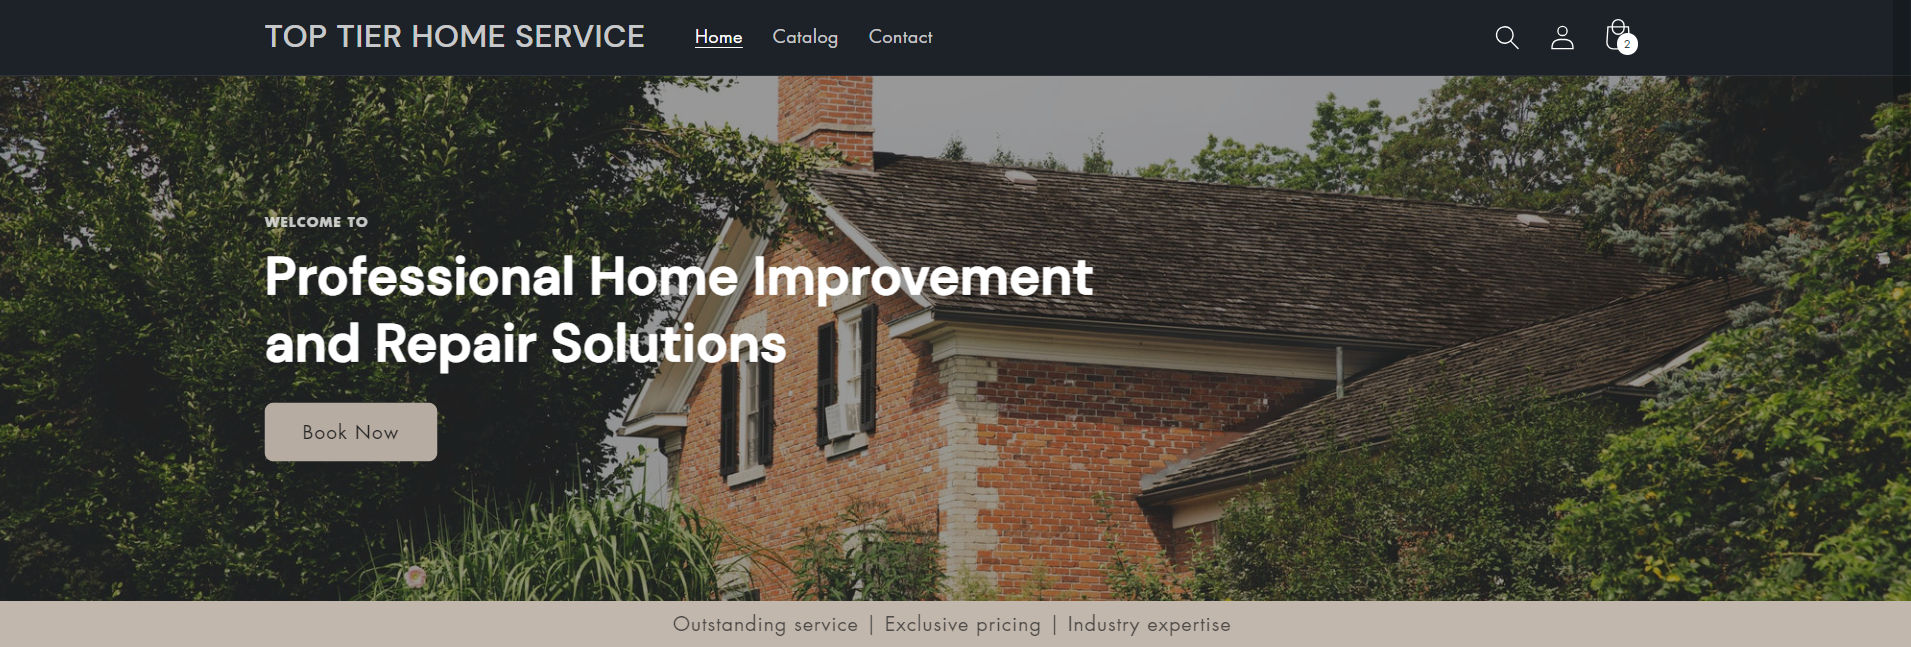 TOP TIER HOME SERVICE
Home
Catalog
Contact
2
WELCOME TO
Professional Home Improvement
and Repair Solutions
Book Now
Outstanding service | Exclusive pricing | Industry expertise